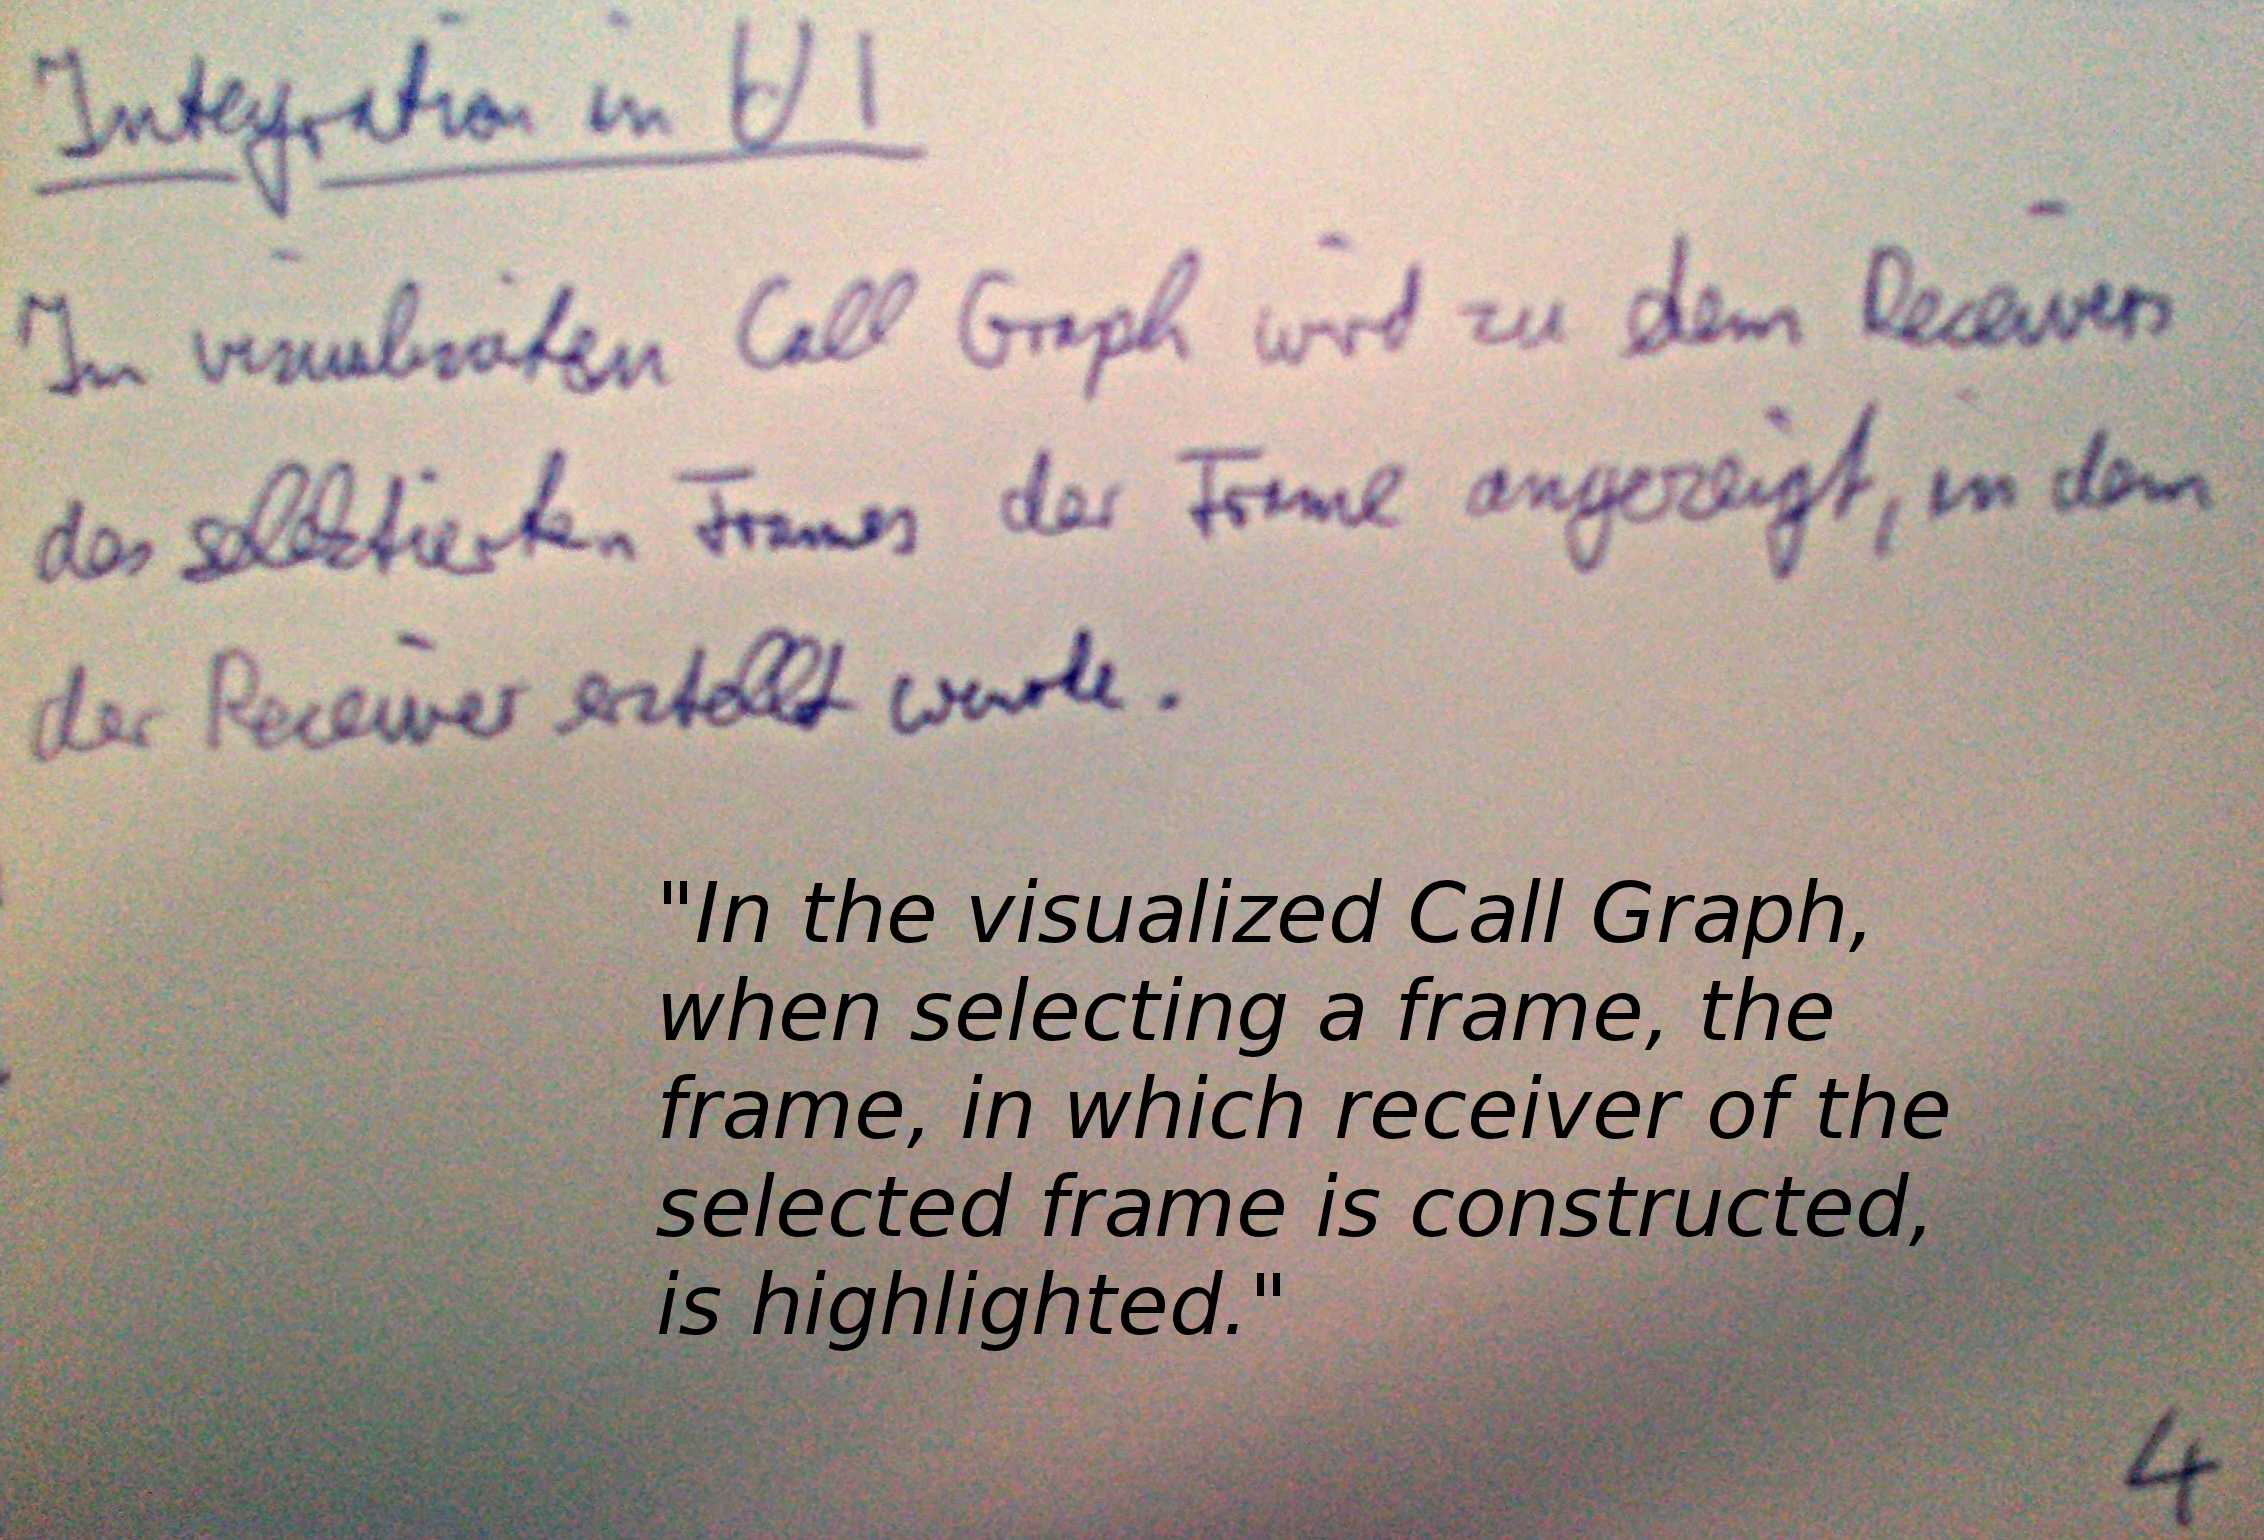 Integration in UI
Im visualisierten Call Graph wird zu dem Receivers
des selektierten Frames der Frame angezeigt, in dem
der Receiver erstellt wurde.
"In the visualized Call Graph,
when selecting a frame, the
frame, in which receiver of the
selected frame is constructed,
is highlighted."
4